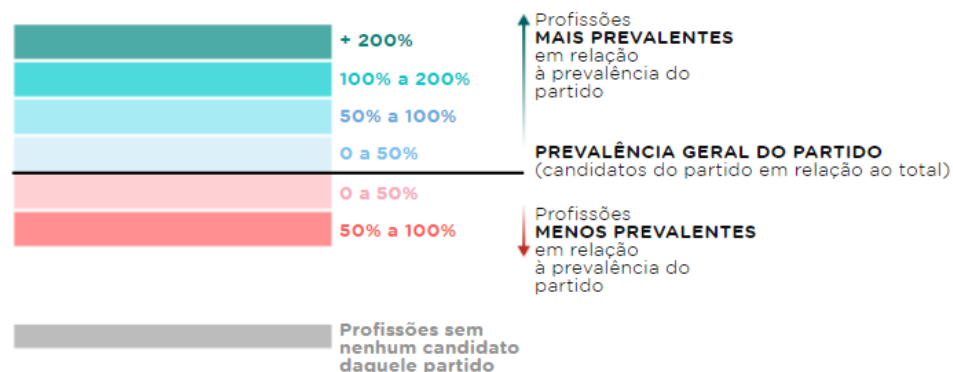 + 200%
100% a 200%
50% a 100%
0 a 50%
0 a 50%
50% a 100%
Profissões sem
nenhum candidato
daquele partido
Profissões
MAIS PREVALENTES
em relação
à prevalência do
partido
PREVALÊNCIA GERAL DO PARTIDO
(candidatos do partido em relação ao total)
Profissões
MENOS PREVALENTES
em relação
à prevalência do
partido